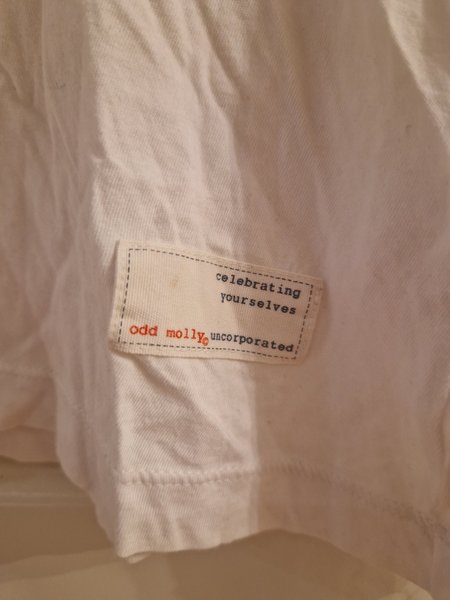 celebrating
yourselves
odd molly© uncorporated